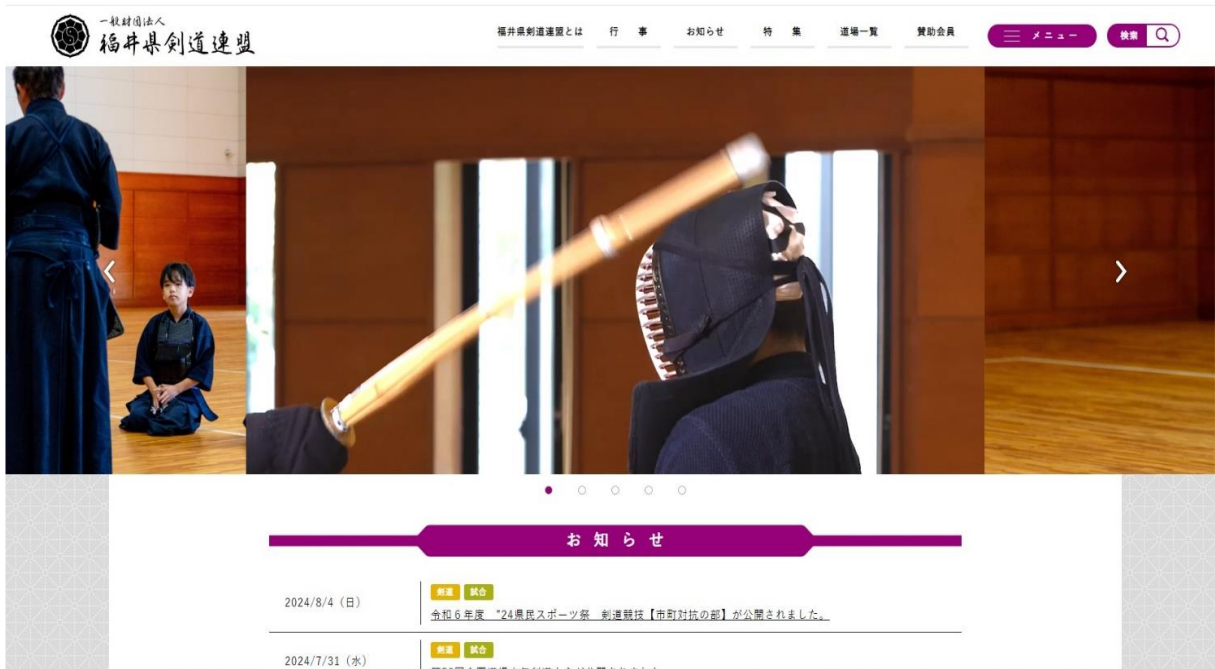 一般財団法人
福井県剣道連盟
福井県剣道連盟とは 行 事 お知らせ 特 集 道場一覧 賛助会員 メニュー 検索
お知らせ
2024/8/4（日）
剣道 試合
令和６年度 "24県民スポーツ祭 剣道競技【市町対抗の部】が公開されました。
2024/7/31（水）
剣道 試合